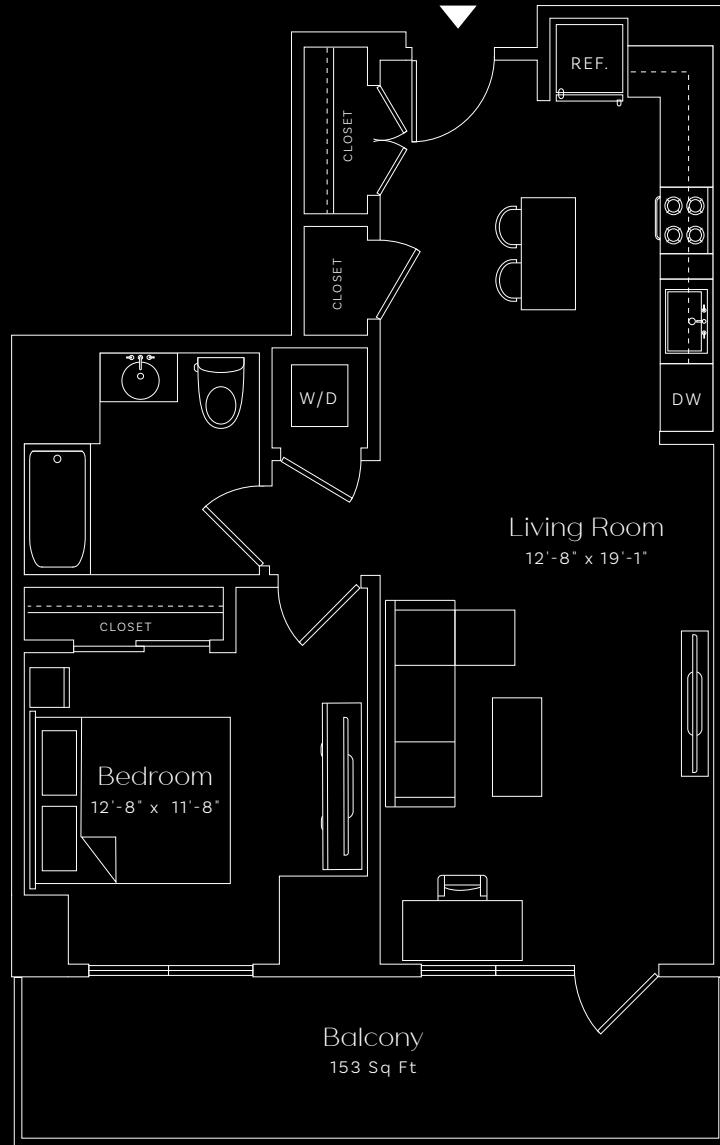 REF.
CLOSET
CLOSET
W/D
DW
Living Room
12'-8" x 19'-1"
CLOSET
Bedroom
12'-8" x 11'-8"
Balcony
153 Sq Ft